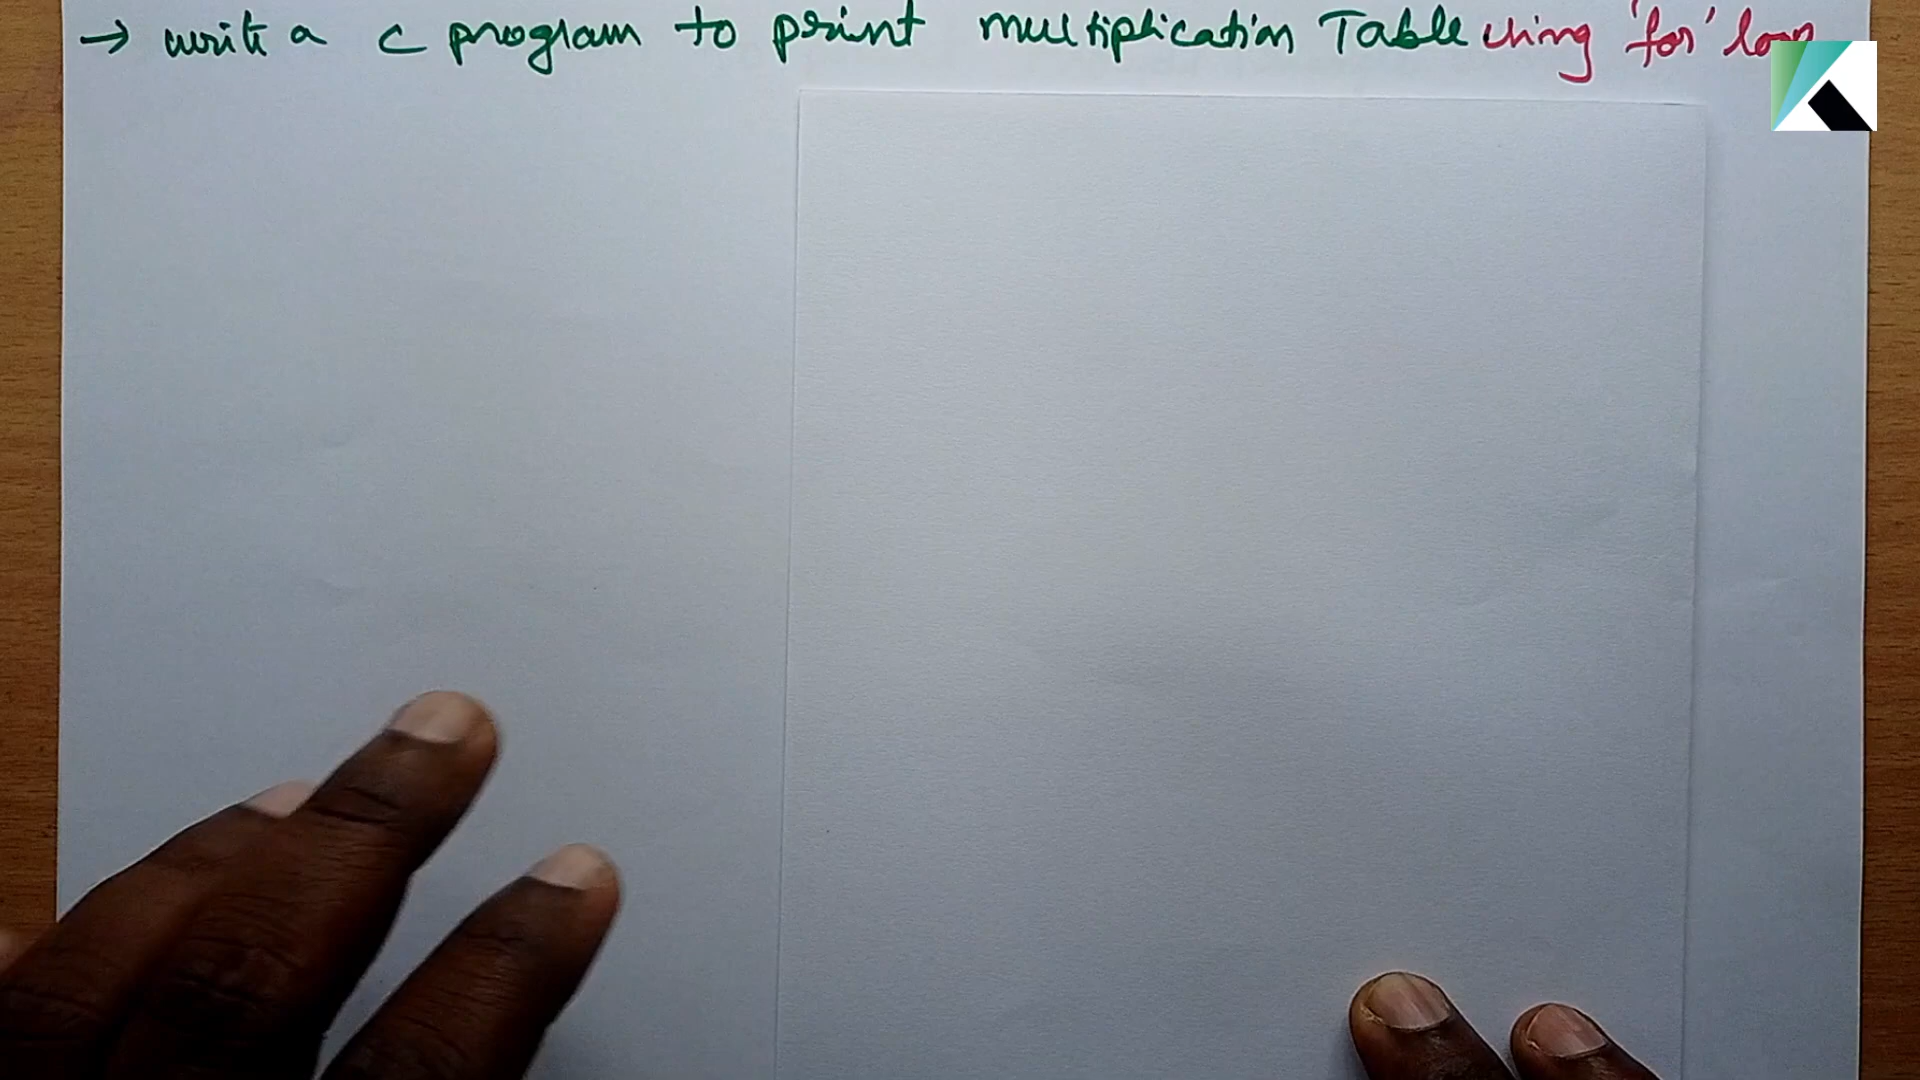 → write a c program to print multiplication Table using 'for' loop